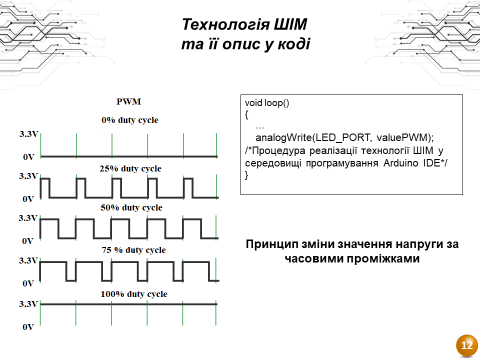 Технологія ШІМ
та її опис у коді
PWM
0% duty cycle
3.3V
0V
25% duty cycle
3.3V
0V
50% duty cycle
3.3V
0V
75 % duty cycle
3.3V
0V
100% duty cycle
3.3V
0V
void loop()
{
...
analogWrite(LED_PORT, valuePWM);
/*Процедура реалізації технології ШІМ у
середовищі програмування Arduino IDE*/
}
Принцип зміни значення напруги за
часовими проміжками
12